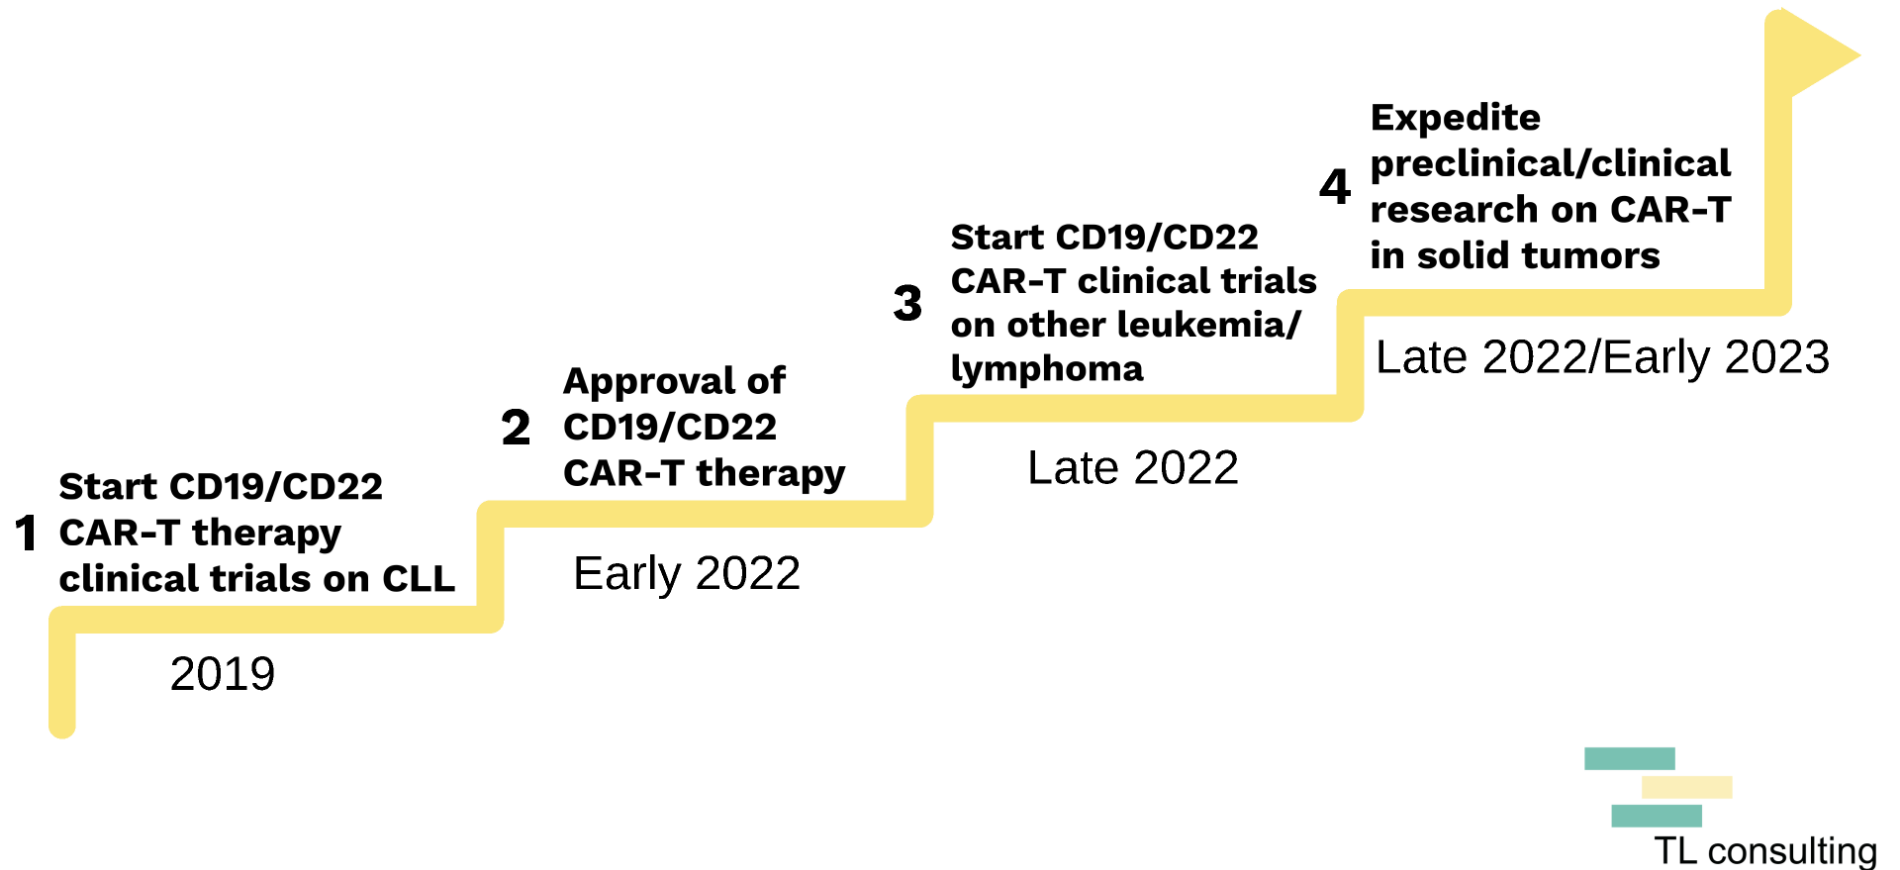 1
Start CD19/CD22
CAR-T therapy
clinical trials on CLL
2019
2
Approval of
CD19/CD22
CAR-T therapy
Early 2022
3
Start CD19/CD22
CAR-T clinical trials
on other leukemia/
lymphoma
Late 2022
4
Expedite
preclinical/clinical
research on CAR-T
in solid tumors
Late 2022/Early 2023
TL consulting